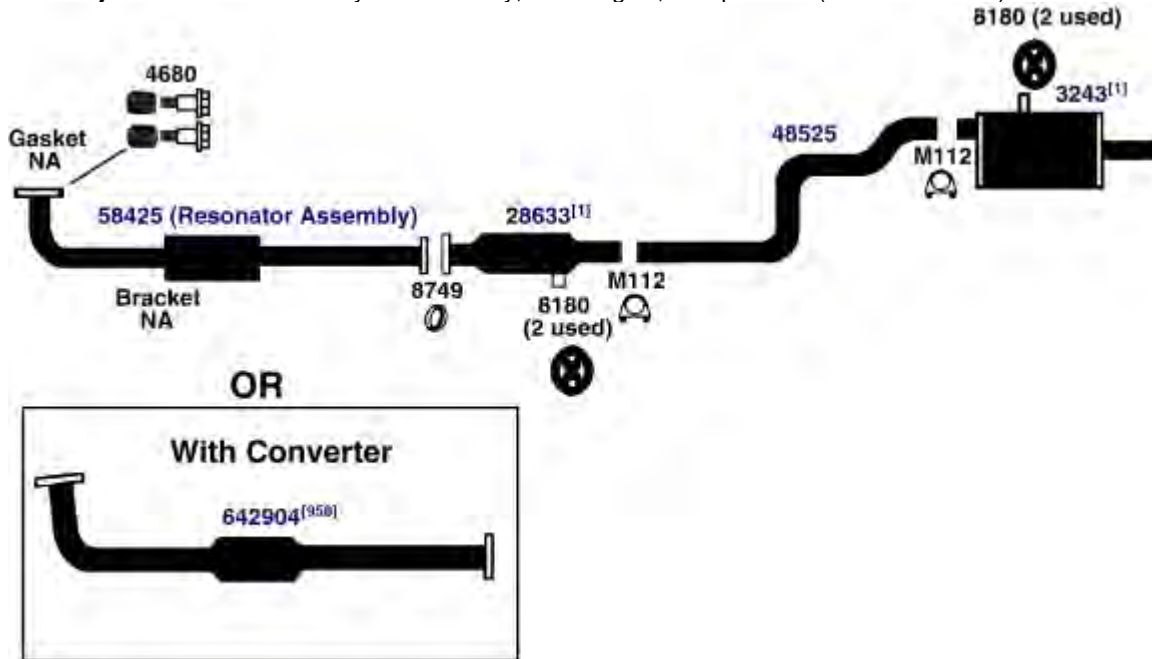 8180 (2 used)
4680
3243[1]
Gasket
NA
48525
M112
58425 (Resonator Assembly)
28633[1]
Bracket
NA
8749
M112
8180
(2 used)
OR
With Converter
642904[958]